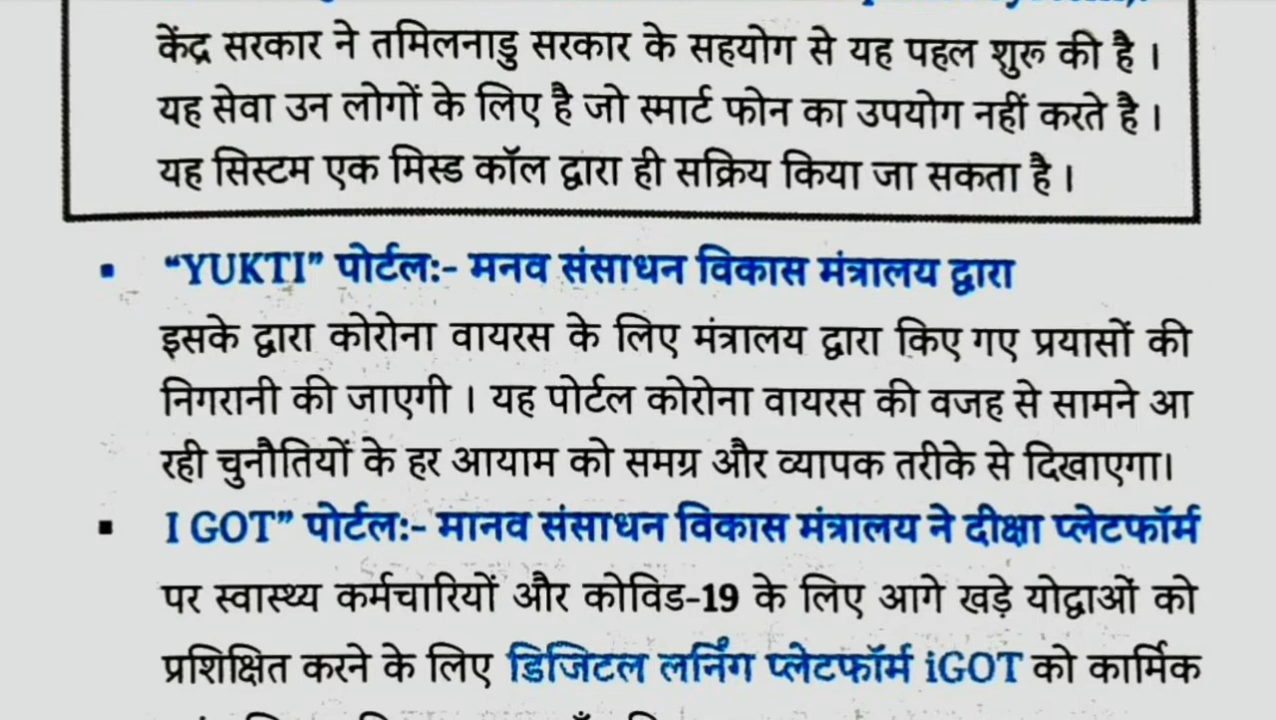 केंद्र सरकार ने तमिलनाडु सरकार के सहयोग से यह पहल शुरू की है ।
यह सेवा उन लोगों के लिए है जो स्मार्ट फोन का उपयोग नहीं करते है ।
यह सिस्टम एक मिस्ड कॉल द्वारा ही सक्रिय किया जा सकता है ।
▪ “YUKTI” पोर्टल:- मनव संसाधन विकास मंत्रालय द्वारा
इसके द्वारा कोरोना वायरस के लिए मंत्रालय द्वारा किए गए प्रयासों की
निगरानी की जाएगी । यह पोर्टल कोरोना वायरस की वजह से सामने आ
रही चुनौतियों के हर आयाम को समग्र और व्यापक तरीके से दिखाएगा।
▪ I GOT” पोर्टल:- मानव संसाधन विकास मंत्रालय ने दीक्षा प्लेटफॉर्म
पर स्वास्थ्य कर्मचारियों और कोविड-19 के लिए आगे खड़े योद्वाओं को
प्रशिक्षित करने के लिए डिजिटल लर्निंग प्लेटफॉर्म iGOT को कार्मिक